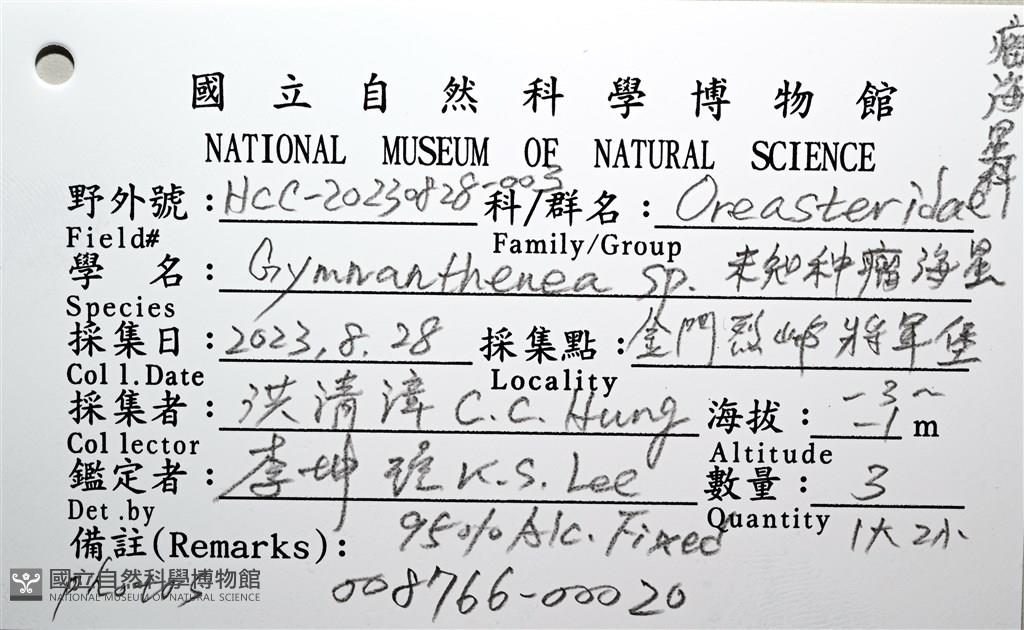 瘤海星科
國立自然科學博物館
NATIONAL MUSEUM OF NATURAL SCIENCE
野外號：HCC-20230828-003 科/群名：Oreasteridae
Field# Family/Group
學名：Gymnanthenea sp. 未知种瘤海星
Species
採集日：2023.8.28 採集點：金門烈嶼將軍堡
Coll.Date Locality
採集者：洪清漳 C.C. Hung 海拔：-3~-1 m
Collector Altitude
鑑定者：李坤瑄 K.S. Lee 數量：3
Det.by Quantity 1大2小
備註(Remarks)：95% Alc. Fixed
photos 008766-00020
國立自然科學博物館
NATIONAL MUSEUM OF NATURAL SCIENCE